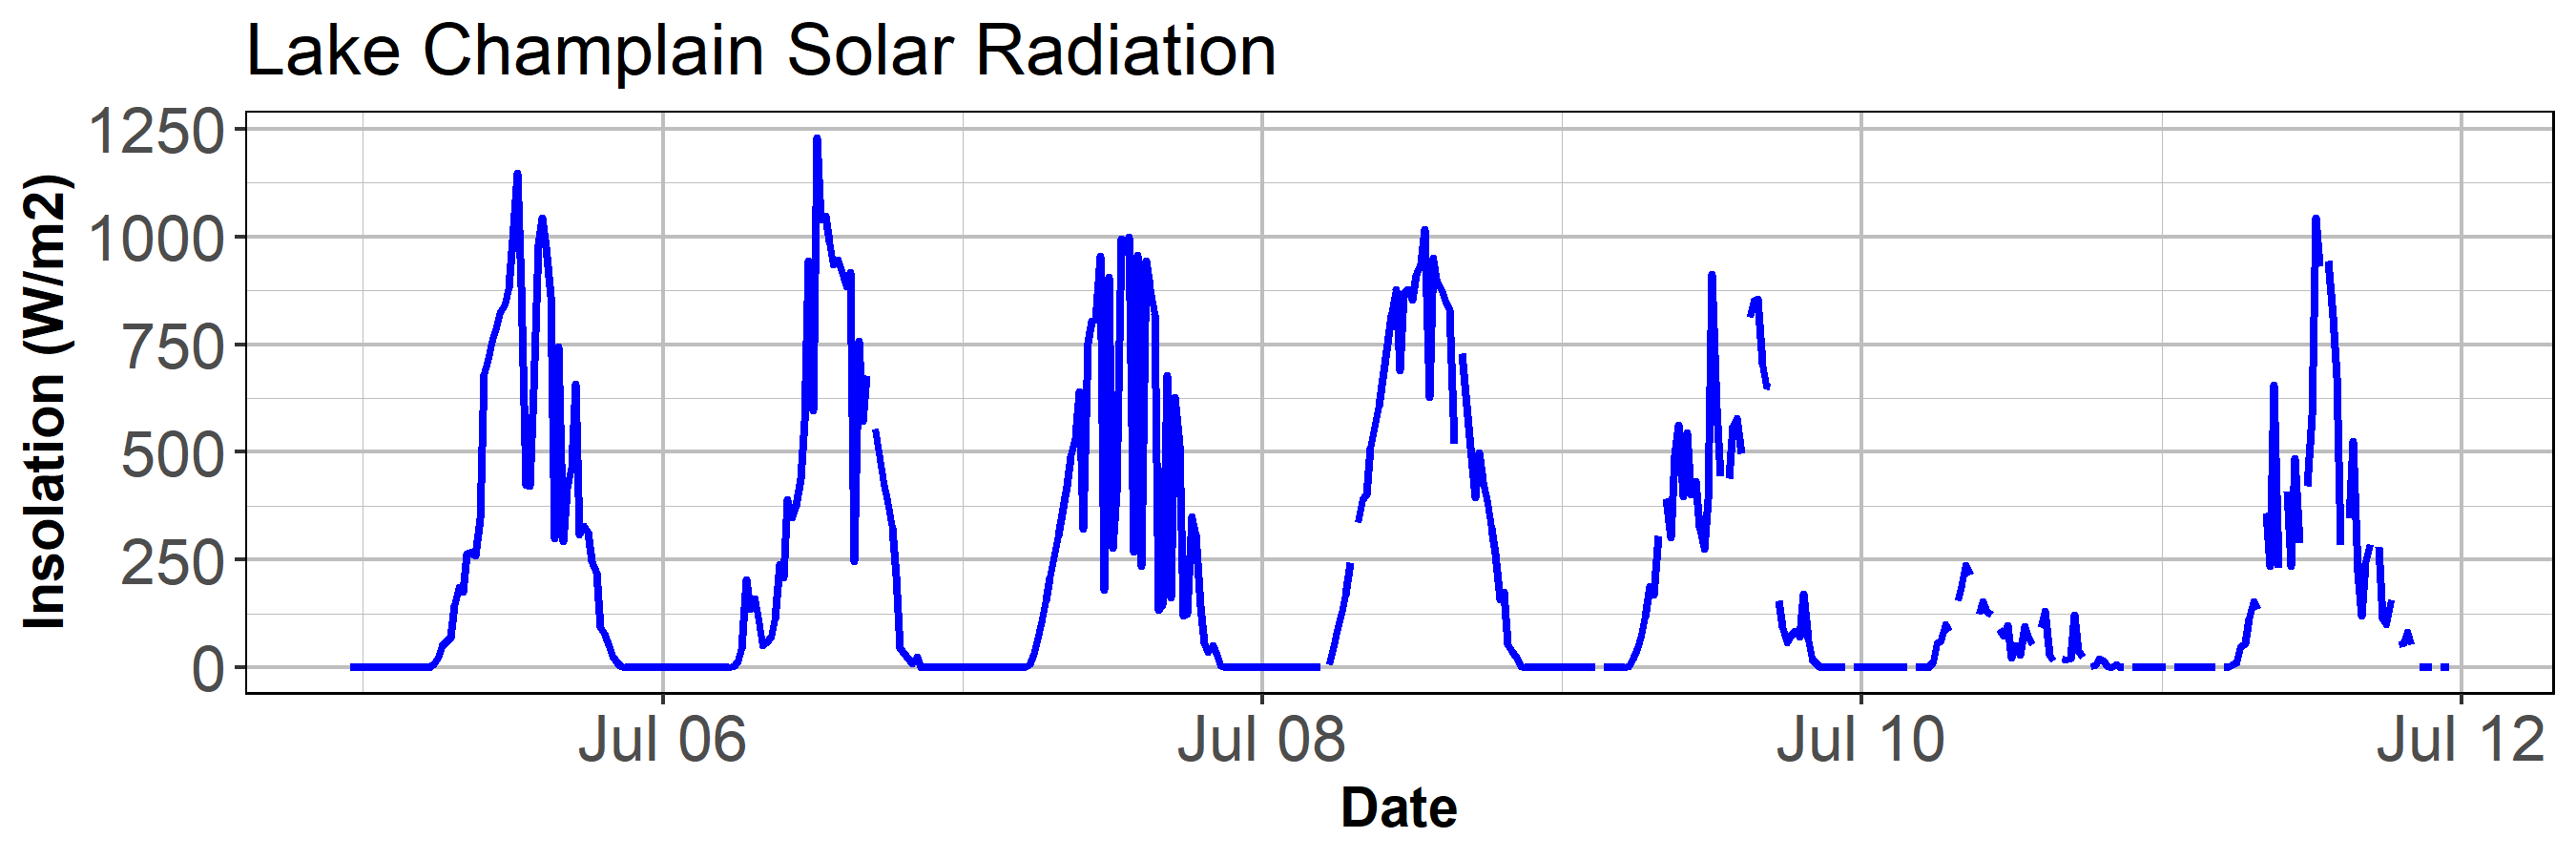 Lake Champlain Solar Radiation
Insolation (W/m2)
1250
1000
750
500
250
0
Jul 06
Jul 08
Jul 10
Jul 12
Date